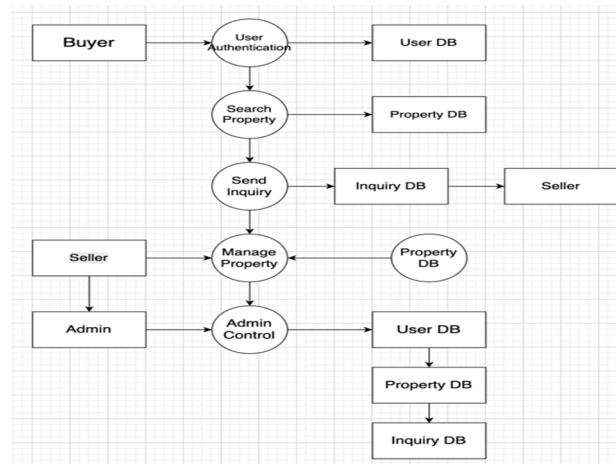 Buyer
User
Authentication
User DB
Search
Property
Property DB
Send
Inquiry
Inquiry DB
Seller
Seller
Manage
Property
Property
DB
Admin
Admin
Control
User DB
Property DB
Inquiry DB